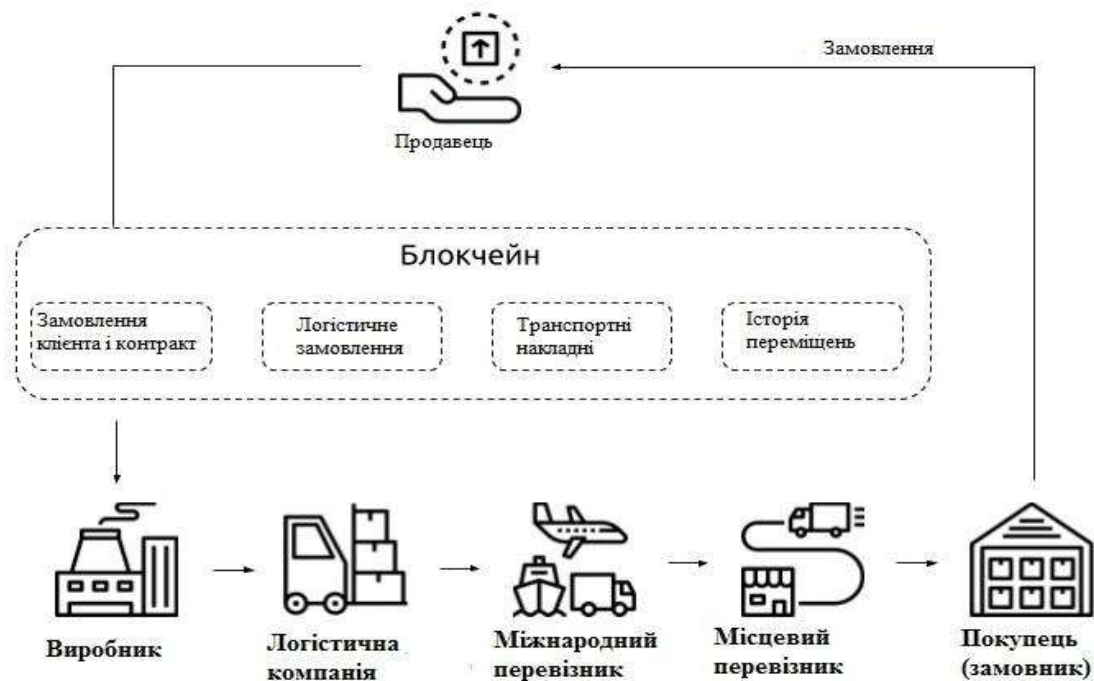 Замовлення
Продавець
Блокчейн
Замовлення
клієнта і контракт
Логістичне
замовлення
Транспортні
накладні
Історія
переміщень
Виробник
Логістична
компанія
Міжнародний
перевізник
Місцевий
перевізник
Покупець
(замовник)